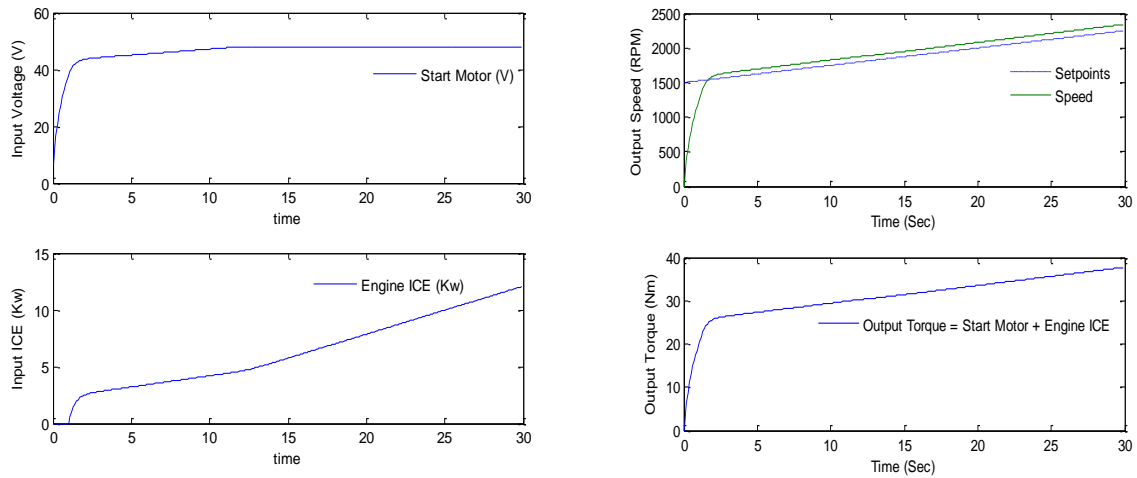 Input Voltage (V)
60
40
20
0
Start Motor (V)
0 5 10 15 20 25 30
time
Output Speed (RPM)
2500
2000
1500
1000
500
0
Setpoints
Speed
0 5 10 15 20 25 30
Time (Sec)
Input ICE (Kw)
15
10
5
0
Engine ICE (Kw)
0 5 10 15 20 25 30
time
Output Torque (Nm)
40
30
20
10
0
Output Torque = Start Motor + Engine ICE
0 5 10 15 20 25 30
Time (Sec)